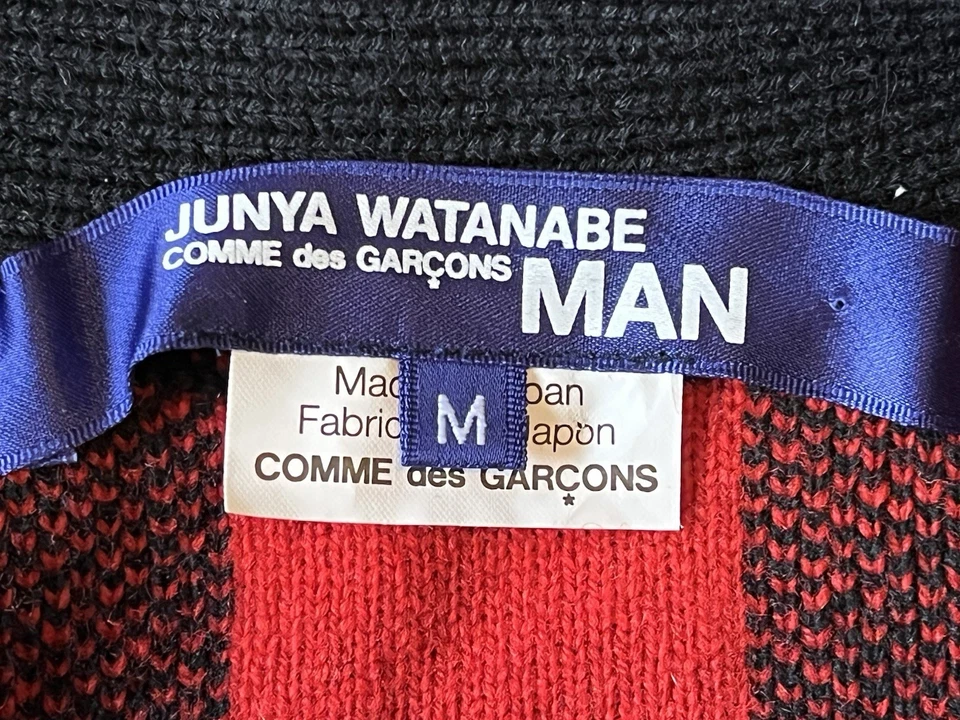 JUNYA WATANABE
COMME des GARÇONS MAN
M
COMME des GARÇONS